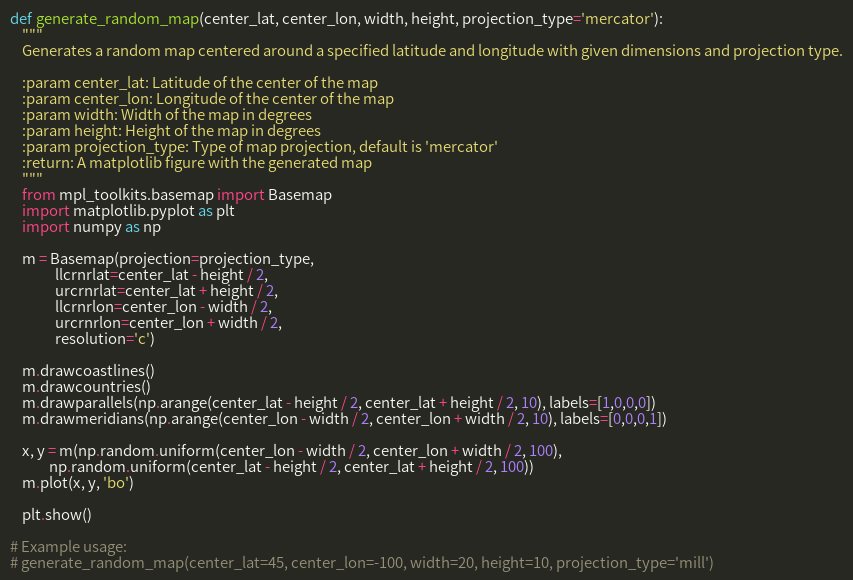 def generate_random_map(center_lat, center_lon, width, height, projection_type='mercator'):
    """
    Generates a random map centered around a specified latitude and longitude with given dimensions and projection type.

    :param center_lat: Latitude of the center of the map
    :param center_lon: Longitude of the center of the map
    :param width: Width of the map in degrees
    :param height: Height of the map in degrees
    :param projection_type: Type of map projection, default is 'mercator'
    :return: A matplotlib figure with the generated map
    """
    from mpl_toolkits.basemap import Basemap
    import matplotlib.pyplot as plt
    import numpy as np

    m = Basemap(projection=projection_type,
                llcrnrlat=center_lat - height / 2,
                urcrnrlat=center_lat + height / 2,
                llcrnrlon=center_lon - width / 2,
                urcrnrlon=center_lon + width / 2,
                resolution='c')

    m.drawcoastlines()
    m.drawcountries()
    m.drawparallels(np.arange(center_lat - height / 2, center_lat + height / 2, 10), labels=[1,0,0,0])
    m.drawmeridians(np.arange(center_lon - width / 2, center_lon + width / 2, 10), labels=[0,0,0,1])

    x, y = m(np.random.uniform(center_lon - width / 2, center_lon + width / 2, 100),
             np.random.uniform(center_lat - height / 2, center_lat + height / 2, 100))
    m.plot(x, y, 'bo')

    plt.show()

# Example usage:
# generate_random_map(center_lat=45, center_lon=-100, width=20, height=10, projection_type='mill')